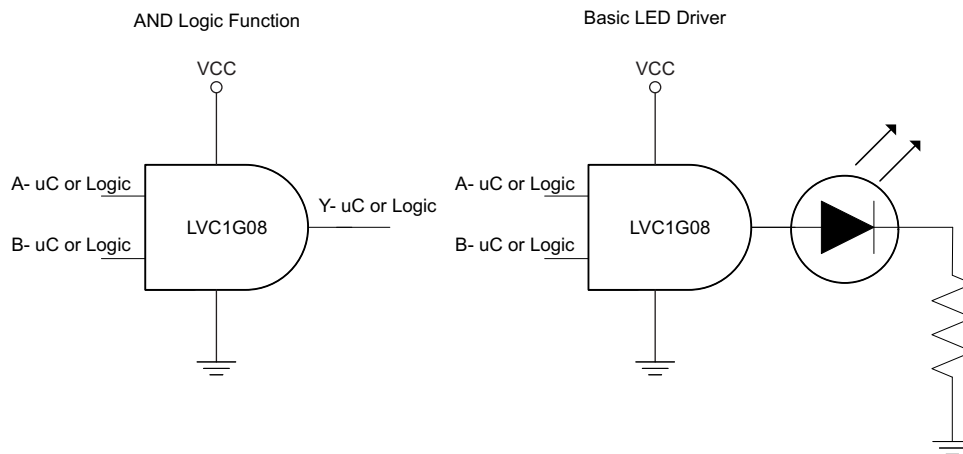 AND Logic Function
VCC
A- uC or Logic
B- uC or Logic
LVC1G08
Y- uC or Logic
Basic LED Driver
VCC
A- uC or Logic
B- uC or Logic
LVC1G08